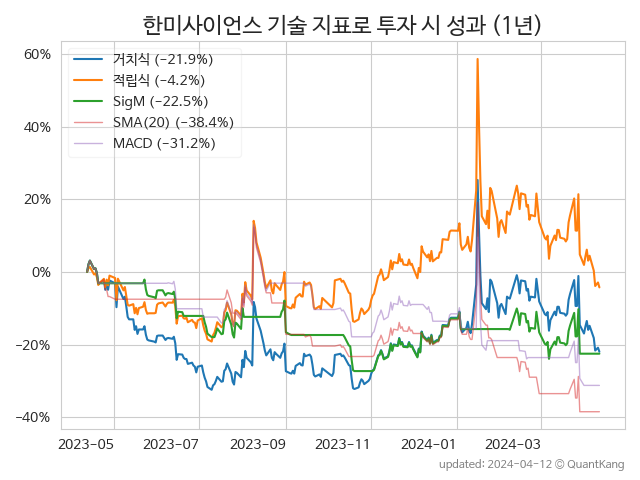 한미사이언스 기술 지표로 투자 시 성과 (1년)
60%
40%
20%
0%
−20%
−40%
거치식 (−21.9%)
적립식 (−4.2%)
SigM (−22.5%)
SMA(20) (−38.4%)
MACD (−31.2%)
2023-05 2023-07 2023-09 2023-11 2024-01 2024-03
updated: 2024-04-12 © QuantKang